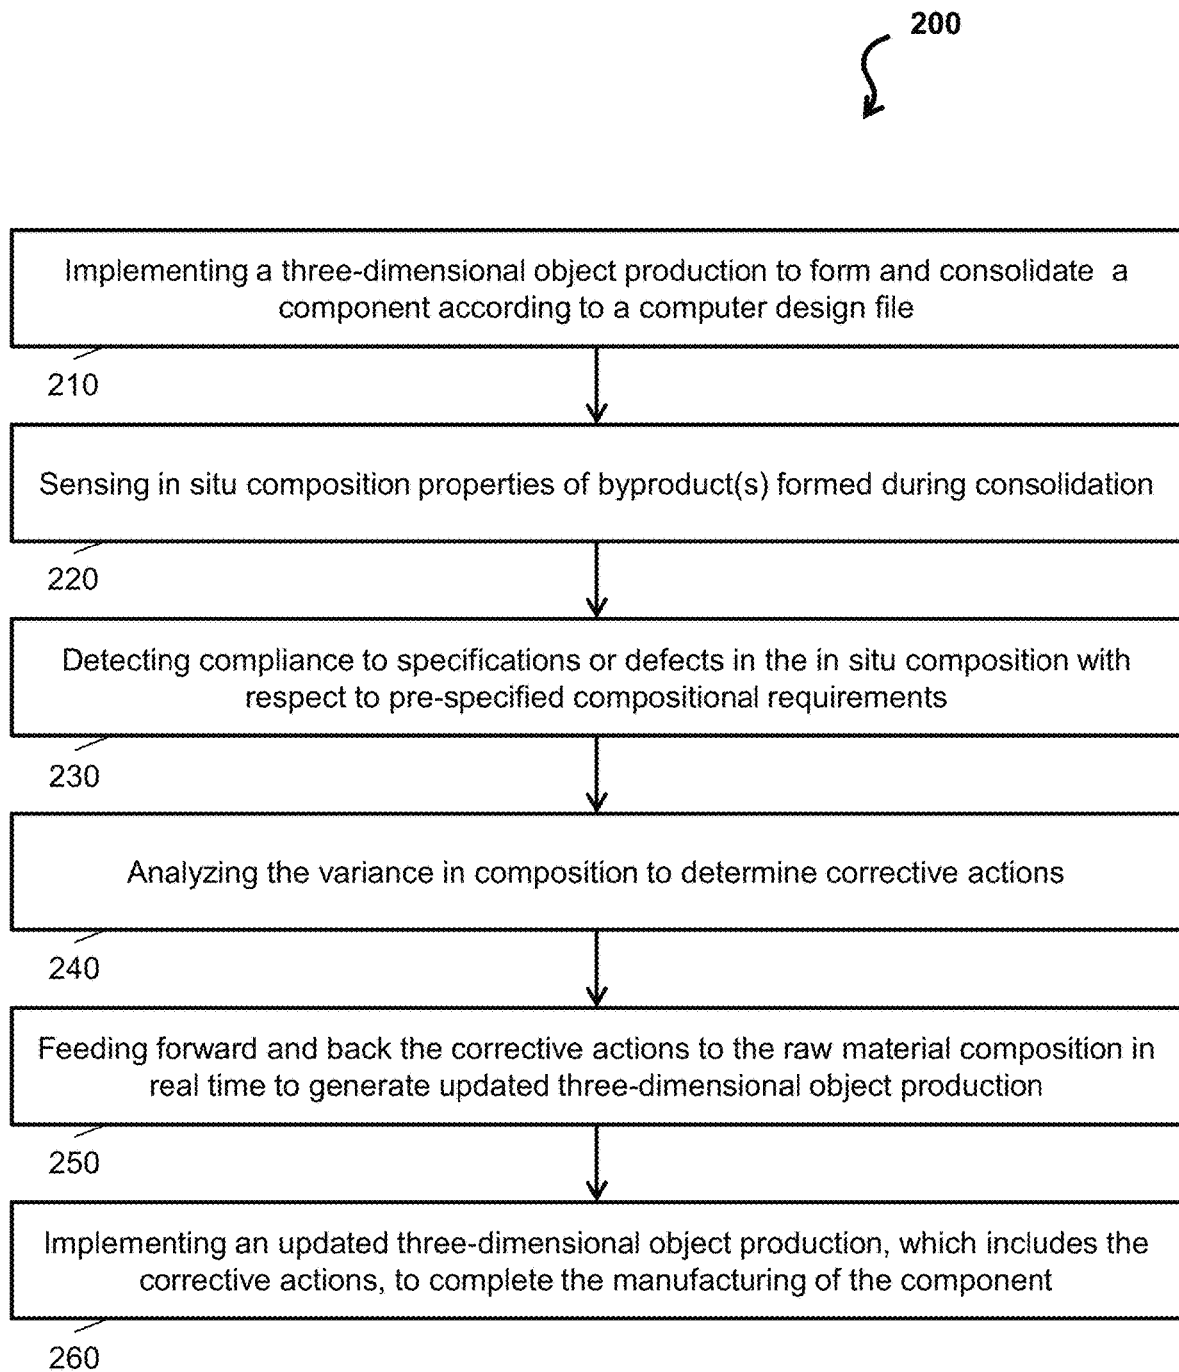 200
Implementing a three-dimensional object production to form and consolidate a
component according to a computer design file
210
Sensing in situ composition properties of byproduct(s) formed during consolidation
220
Detecting compliance to specifications or defects in the in situ composition with
respect to pre-specified compositional requirements
230
Analyzing the variance in composition to determine corrective actions
240
Feeding forward and back the corrective actions to the raw material composition in
real time to generate updated three-dimensional object production
250
Implementing an updated three-dimensional object production, which includes the
corrective actions, to complete the manufacturing of the component
260